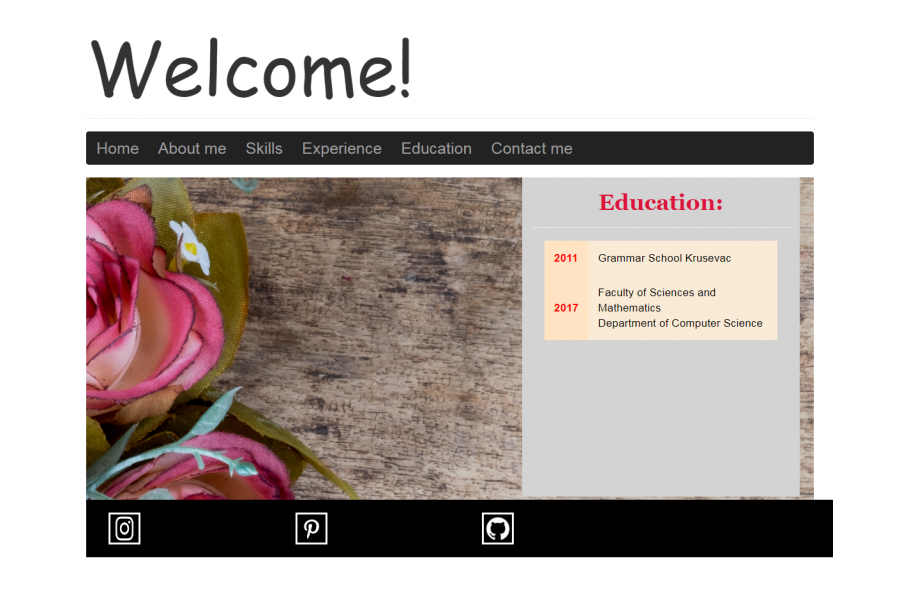 Welcome!
Home About me Skills Experience Education Contact me
Education:
2011 Grammar School Krusevac
2017 Faculty of Sciences and
Mathematics
Department of Computer Science